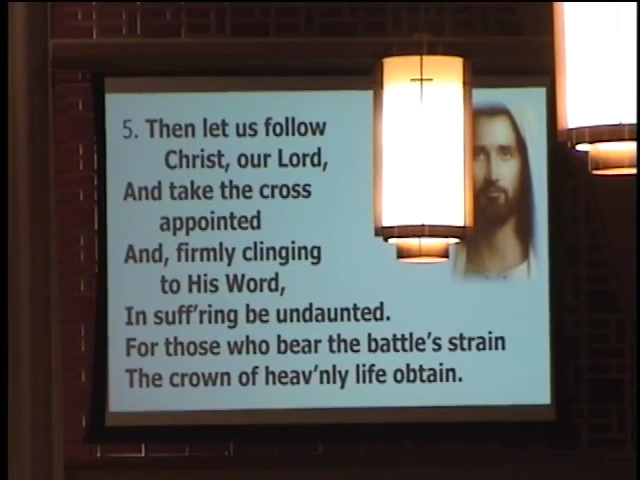 5. Then let us follow
Christ, our Lord,
And take the cross
appointed
And, firmly clinging
to His Word,
In suff'ring be undaunted.
For those who bear the battle's strain
The crown of heav'nly life obtain.